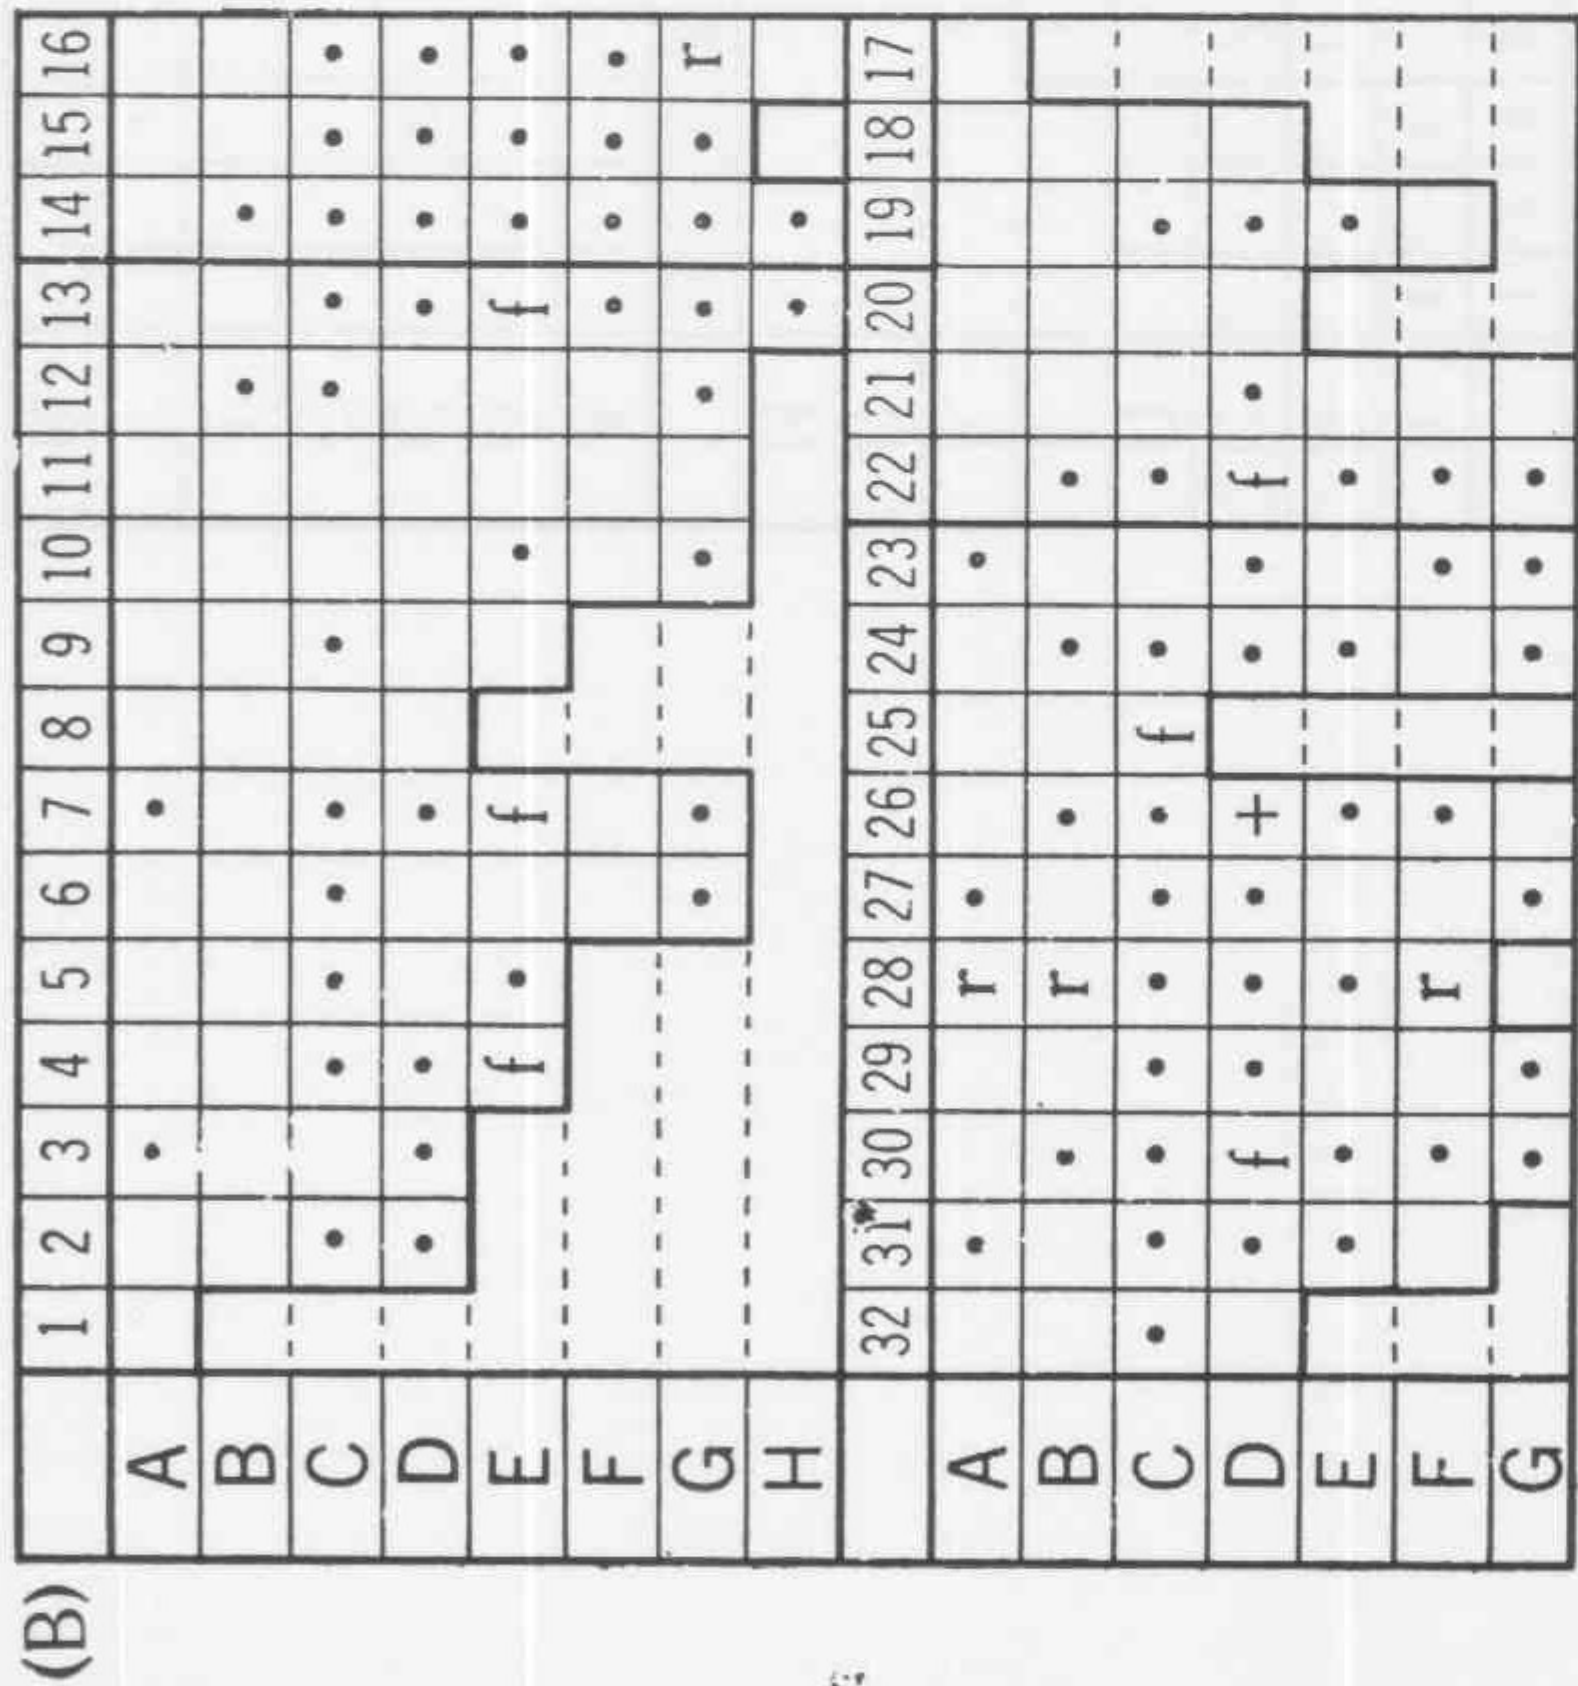 (B)
1 2 3 4 5 6 7 8 9 10 11 12 13 14 15 16
A • •
B • •
C • • • • • • • • • • •
D • • • • • • • •
E f • f • f • • •
F • • • •
G • • • • • • • r
H • •
32 31 30 29 28 27 26 25 24 23 22 21 20 19 18 17
A • r • •
B • r • • •
C • • • • • • • f • • •
D • f • • • + • • f • •
E • • • • • • •
F • r • • •
G • • • • • •